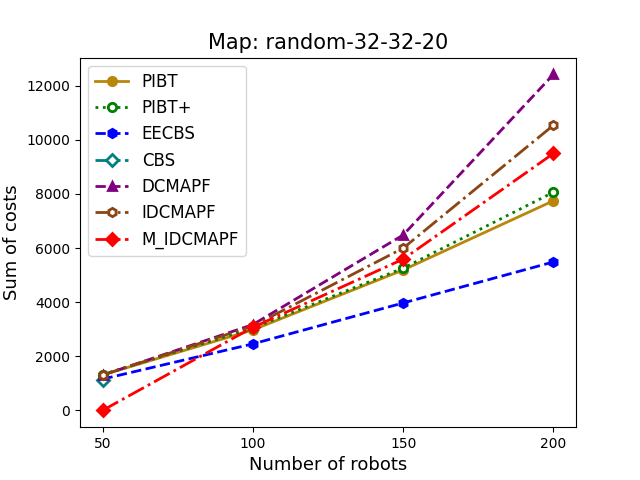 Map: random-32-32-20
Sum of costs
12000
10000
8000
6000
4000
2000
0
PIBT
PIBT+
EECBS
CBS
DCMAPF
IDCMAPF
M_IDCMAPF
50 100 150 200
Number of robots